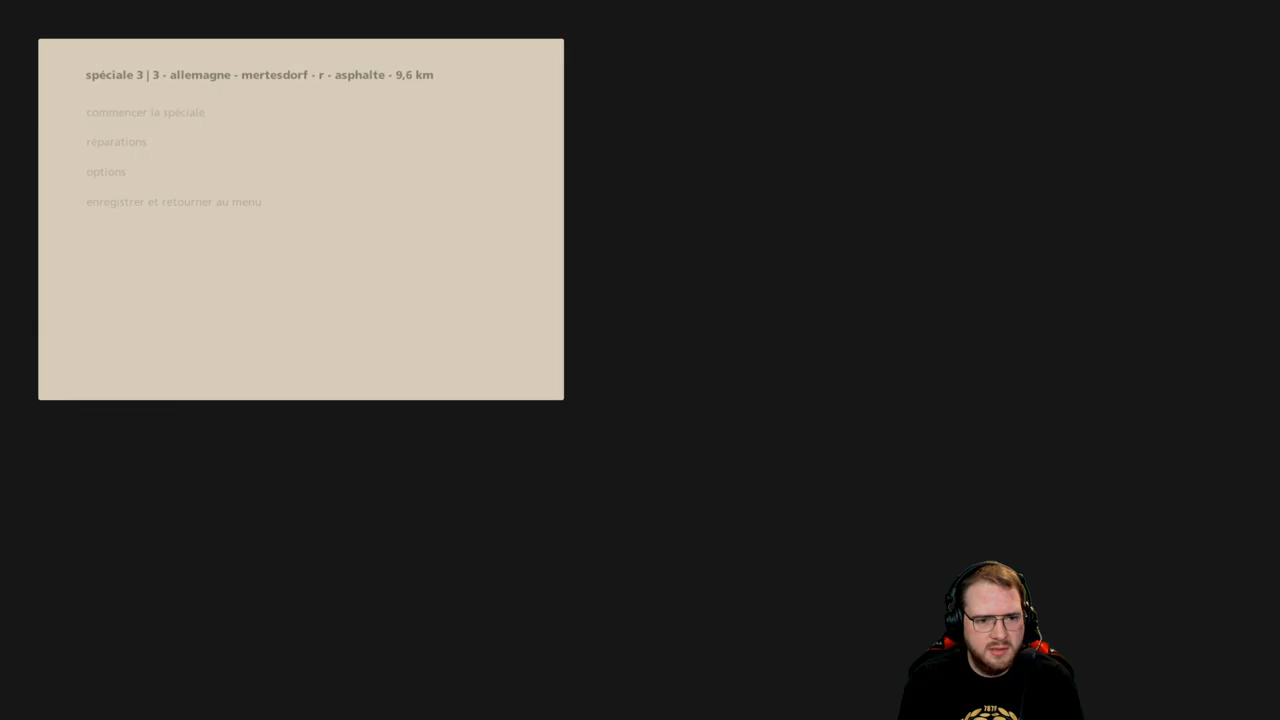 spéciale 3 | 3 - allemagne - mertesdorf - r - asphalte - 9,6 km
commencer la spéciale
réparations
options
enregistrer et retourner au menu